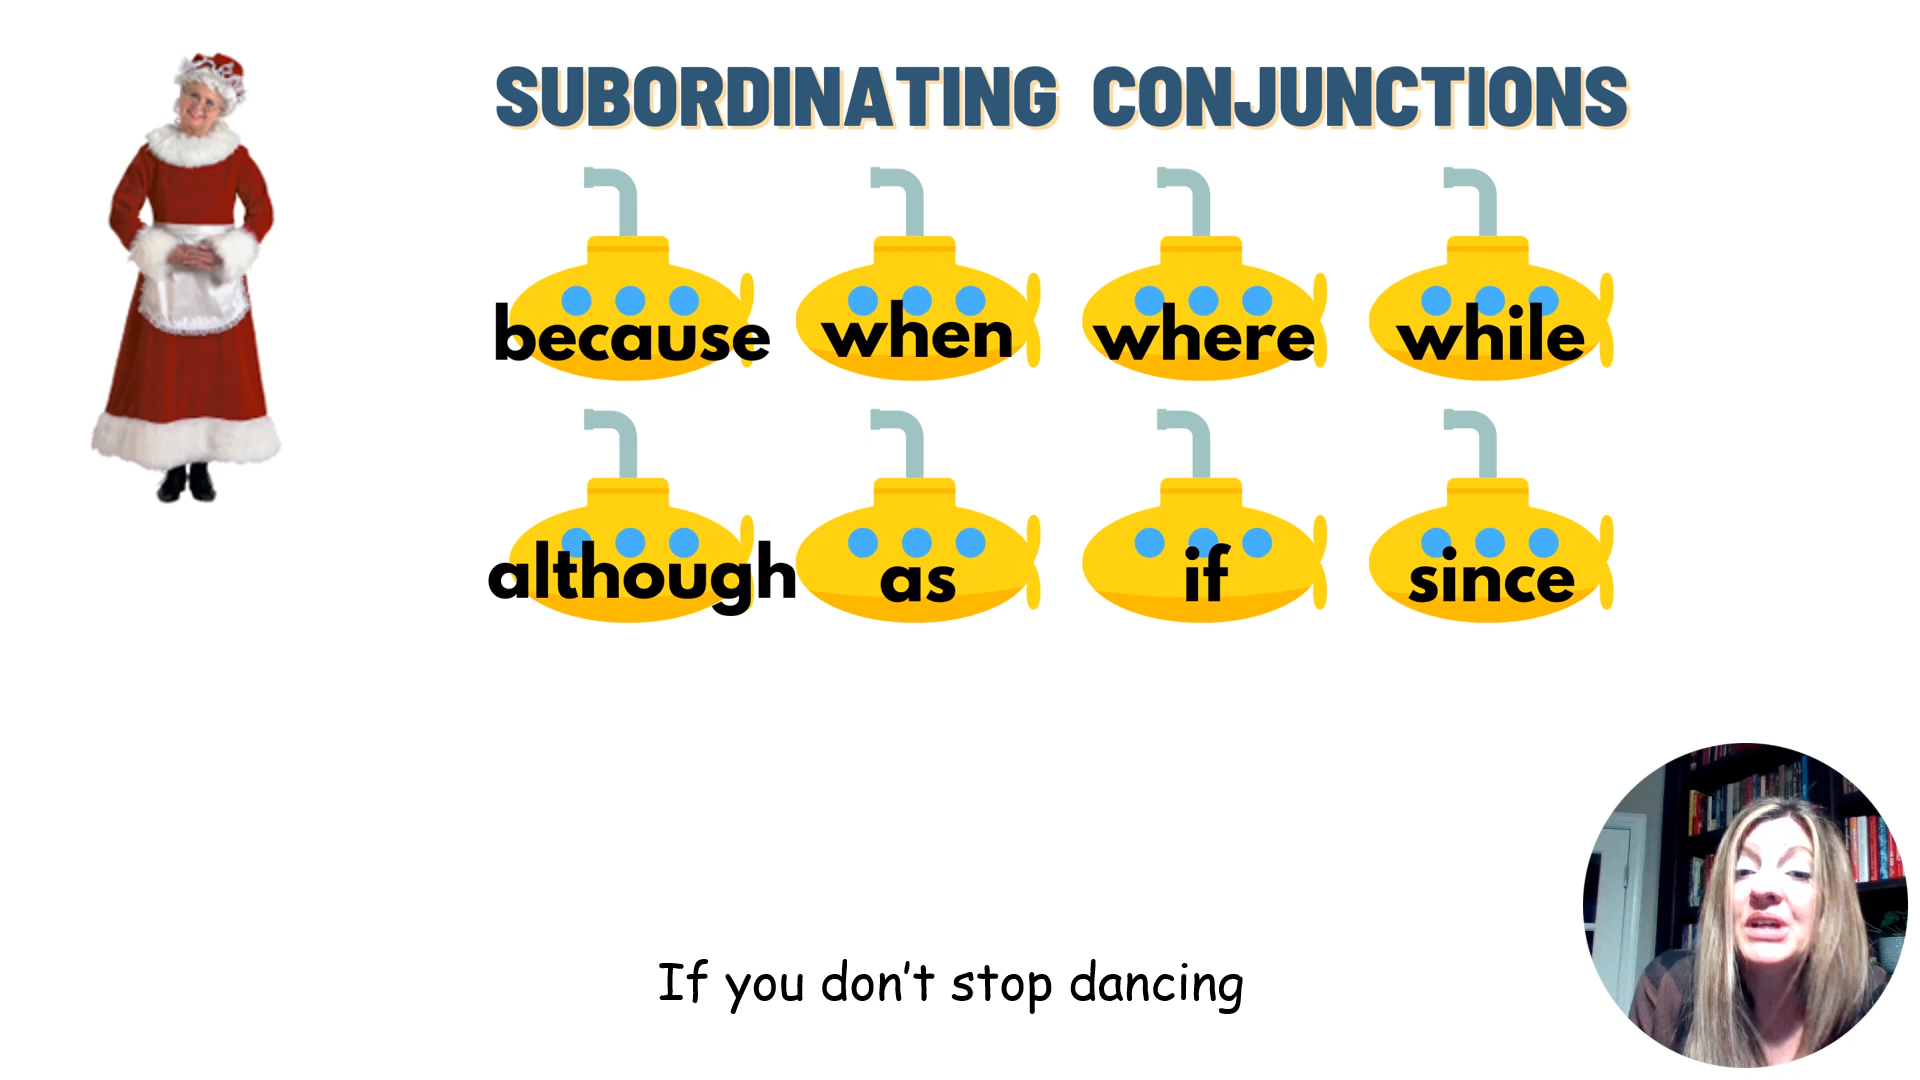 SUBORDINATING CONJUNCTIONS
because when where while
although as if since
If you don't stop dancing